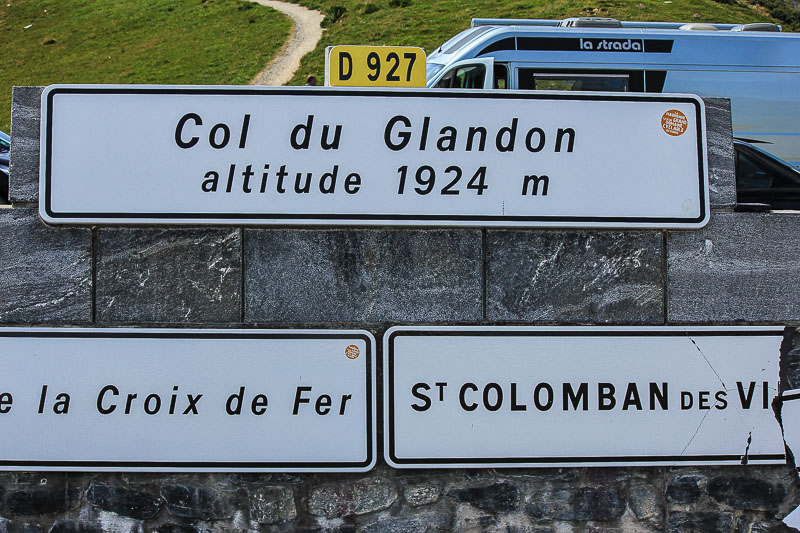 la strada
D 927
Col du Glandon
altitude 1924 m
e la Croix de Fer
ST COLOMBAN DES VI